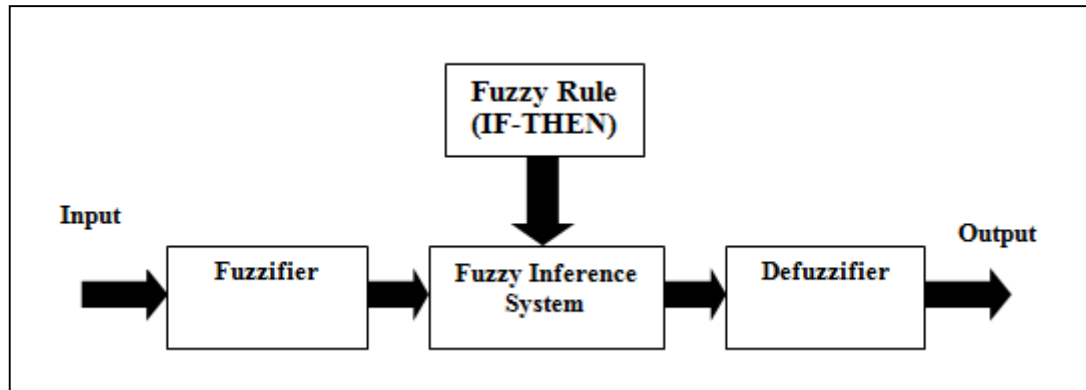 Fuzzy Rule
(IF-THEN)
Input
Output
Fuzzifier
Fuzzy Inference
System
Defuzzifier